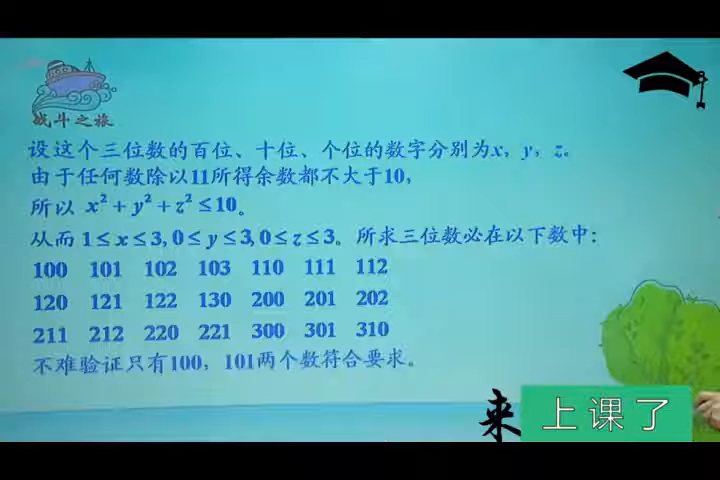 战斗之旅
设这个三位数的百位、十位、个位的数字分别为x，y，z。
由于任何数除以11所得余数都不大于10，
所以 x²+y²+z²≤10。
从而 1≤x≤3,0≤y≤3,0≤z≤3。所求三位数必在以下数中：
100 101 102 103 110 111 112
120 121 122 130 200 201 202
211 212 220 221 300 301 310
不难验证只有100，101两个数符合要求。
来 上课了